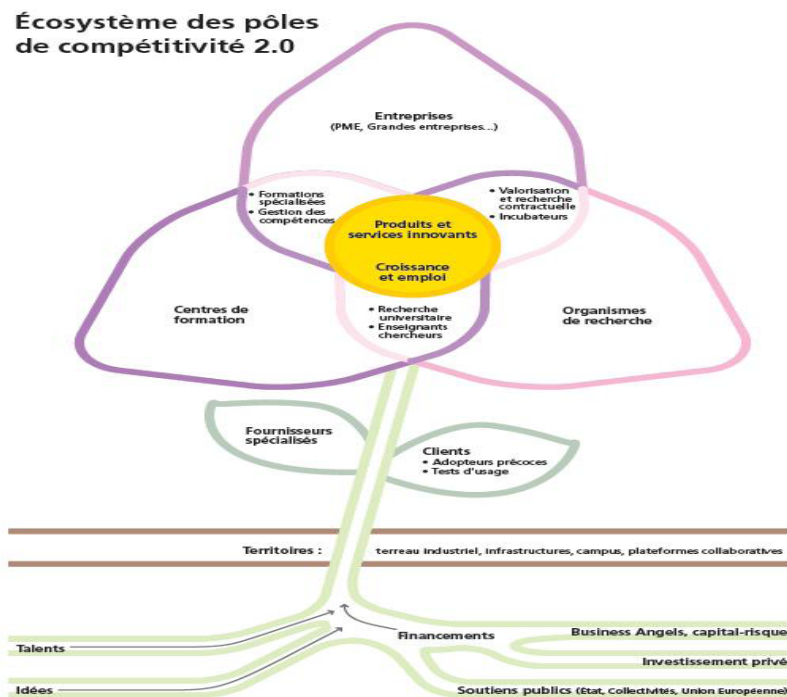 Écosystème des pôles
de compétitivité 2.0
Entreprises
(PME, Grandes entreprises...)
• Formations
spécialisées
• Gestion des
compétences
• Valorisation
et recherche
contractuelle
• Incubateurs
Produits et
services innovants
Croissance
et emploi
Centres de
formation
• Recherche
universitaire
• Enseignants
chercheurs
Organismes
de recherche
Fournisseurs
spécialisés
Clients
• Adopteurs précoces
• Tests d'usage
Territoires : terreau industriel, infrastructures, campus, plateformes collaboratives
Talents
Idées
Financements
Business Angels, capital-risque
Investissement privé
Soutiens publics (État, Collectivités, Union Européenne)